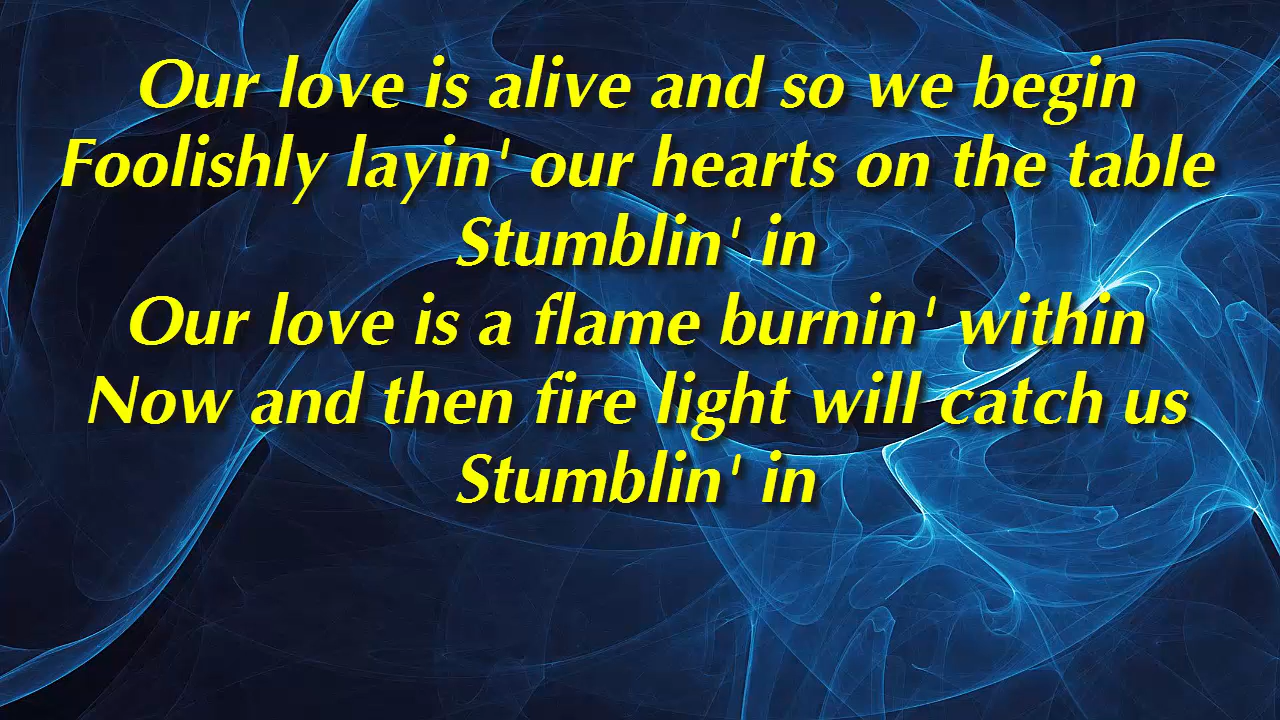 Our love is alive and so we begin
Foolishly layin' our hearts on the table
Stumblin' in
Our love is a flame burnin' within
Now and then fire light will catch us
Stumblin' in